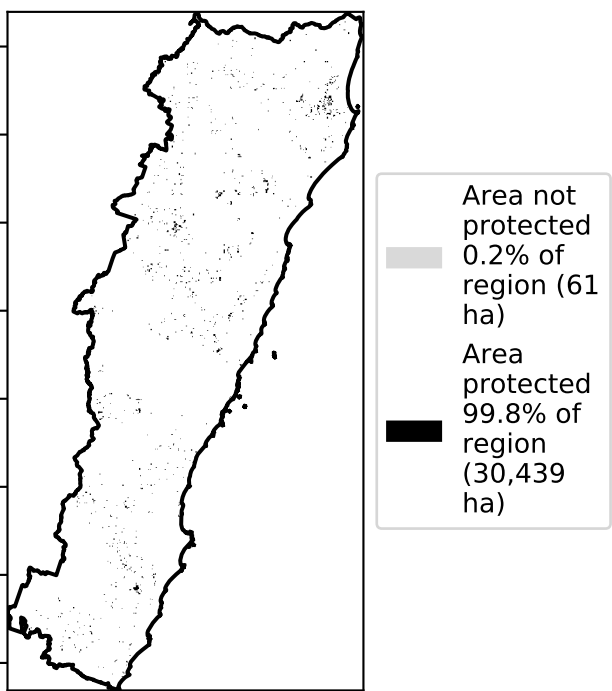 Area not
protected
0.2% of
region (61
ha)
Area
protected
99.8% of
region
(30,439
ha)